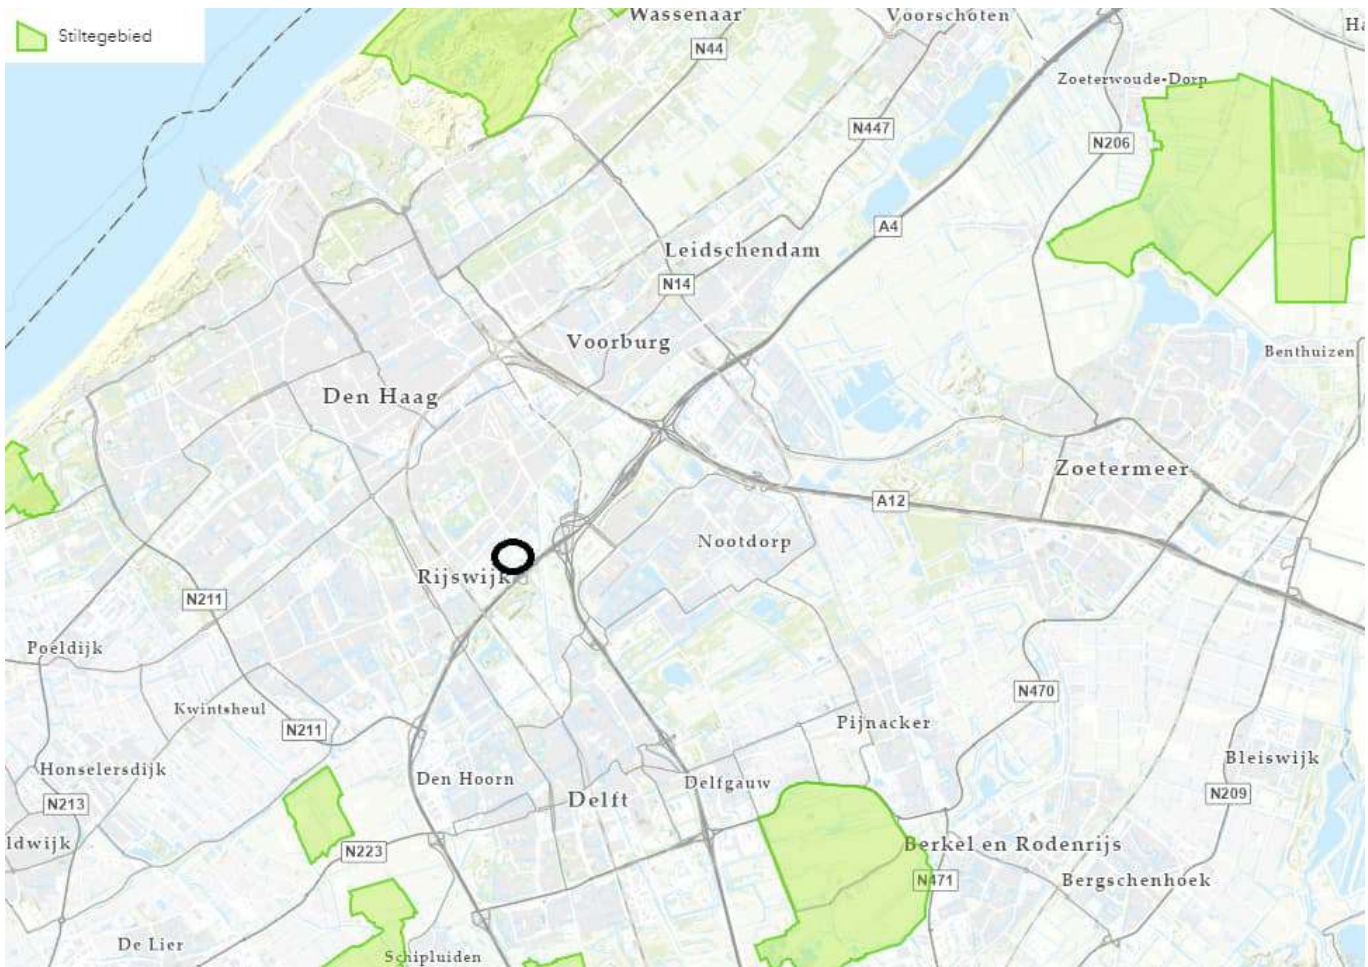 Stiltegebied
Wassenaar
Voorschoten
Ha
N44
Zoeterwoude-Dorp
N447
N206
A4
Leidschendam
N14
Voorburg
Benthuizen
Den Haag
Zoetermeer
A12
Nootdorp
Rijswijk
N211
Poeldijk
N470
Kwintsheul
N211
Pijnacker
Bleiswijk
Honselersdijk
Den Hoorn
Delfgauw
N213
Delft
N209
ldwijk
N223
Berkel en Rodenrijs
N471
Bergschenhoek
De Lier
Schipluiden